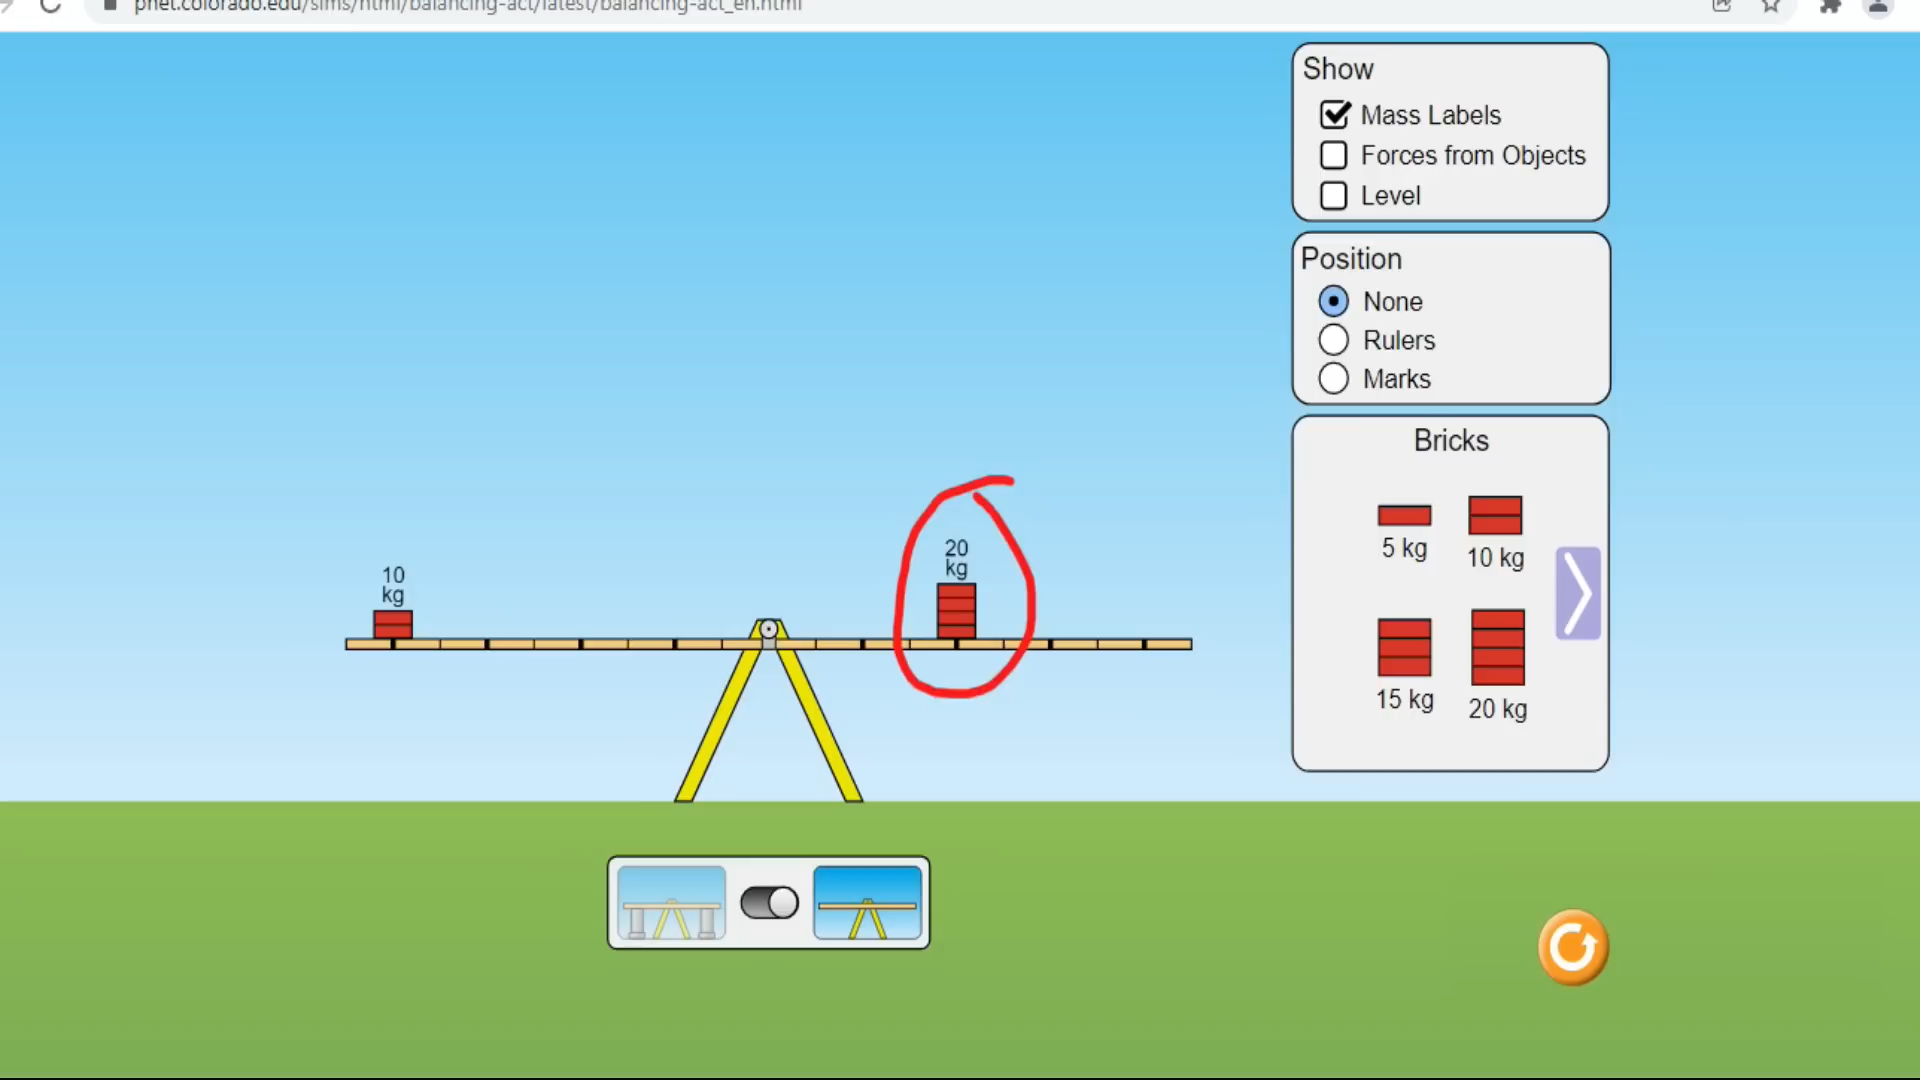 phet.colorado.edu/sims/html/balancing-act/latest/balancing-act_en.html
Show
Mass Labels
Forces from Objects
Level
Position
None
Rulers
Marks
Bricks
5 kg
10 kg
15 kg
20 kg
10
kg
20
kg